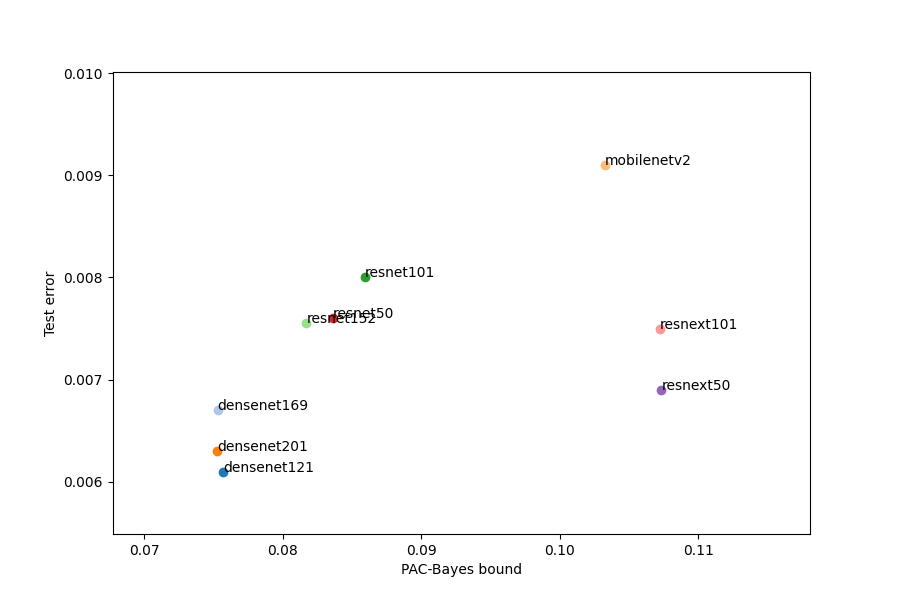 0.010
0.009
0.008
0.007
0.006
Test error
mobilenetv2
resnet101
resnet50
resnet152
resnext101
resnext50
densenet169
densenet201
densenet121
0.07 0.08 0.09 0.10 0.11
PAC-Bayes bound